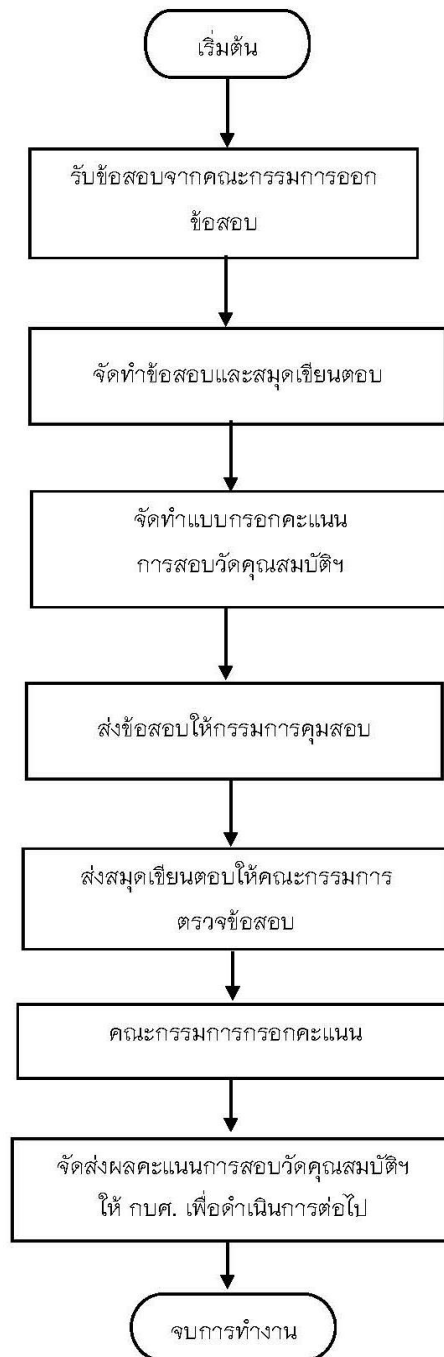 เริ่มต้น
รับข้อสอบจากคณะกรรมการออก
ข้อสอบ
จัดทำข้อสอบและสมุดเขียนตอบ
จัดทำแบบกรอกคะแนน
การสอบวัดคุณสมบัติฯ
ส่งข้อสอบให้กรรมการคุมสอบ
ส่งสมุดเขียนตอบให้คณะกรรมการ
ตรวจข้อสอบ
คณะกรรมการกรอกคะแนน
จัดส่งผลคะแนนการสอบวัดคุณสมบัติฯ
ให้ กบศ. เพื่อดำเนินการต่อไป
จบการทำงาน